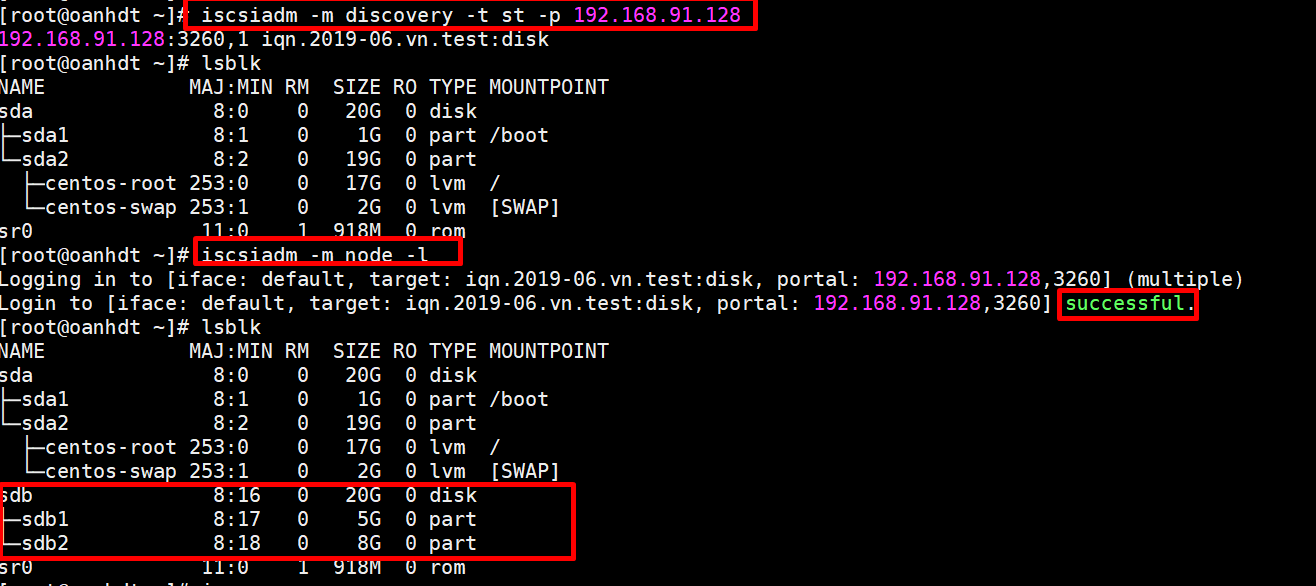 [root@oanhdt ~]# iscsiadm -m discovery -t st -p 192.168.91.128
192.168.91.128:3260,1 iqn.2019-06.vn.test:disk
[root@oanhdt ~]# lsblk
NAME            MAJ:MIN RM  SIZE RO TYPE MOUNTPOINT
sda               8:0    0   20G  0 disk
├─sda1            8:1    0    1G  0 part /boot
└─sda2            8:2    0   19G  0 part
  ├─centos-root 253:0    0   17G  0 lvm  /
  └─centos-swap 253:1    0    2G  0 lvm  [SWAP]
sr0              11:0    1  918M  0 rom
[root@oanhdt ~]# iscsiadm -m node -l
Logging in to [iface: default, target: iqn.2019-06.vn.test:disk, portal: 192.168.91.128,3260] (multiple)
Login to [iface: default, target: iqn.2019-06.vn.test:disk, portal: 192.168.91.128,3260] successful.
[root@oanhdt ~]# lsblk
NAME            MAJ:MIN RM  SIZE RO TYPE MOUNTPOINT
sda               8:0    0   20G  0 disk
├─sda1            8:1    0    1G  0 part /boot
└─sda2            8:2    0   19G  0 part
  ├─centos-root 253:0    0   17G  0 lvm  /
  └─centos-swap 253:1    0    2G  0 lvm  [SWAP]
sdb               8:16   0   20G  0 disk
├─sdb1            8:17   0    5G  0 part
└─sdb2            8:18   0    8G  0 part
sr0              11:0    1  918M  0 rom